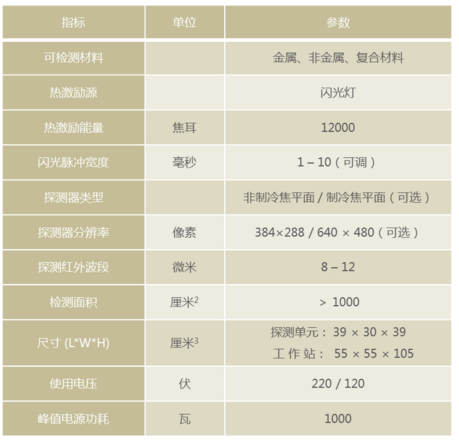 指标 单位 参数
可检测材料 金属、非金属、复合材料
热激励源 闪光灯
热激励能量 焦耳 12000
闪光脉冲宽度 毫秒 1 – 10（可调）
探测器类型 非制冷焦平面 / 制冷焦平面（可选）
探测器分辨率 像素 384×288 / 640 × 480（可选）
探测红外波段 微米 8 – 12
检测面积 厘米² > 1000
尺寸 (L*W*H) 厘米³ 探测单元：39 × 30 × 39
工 作 站： 55 × 55 × 105
使用电压 伏 220 / 120
峰值电源功耗 瓦 1000